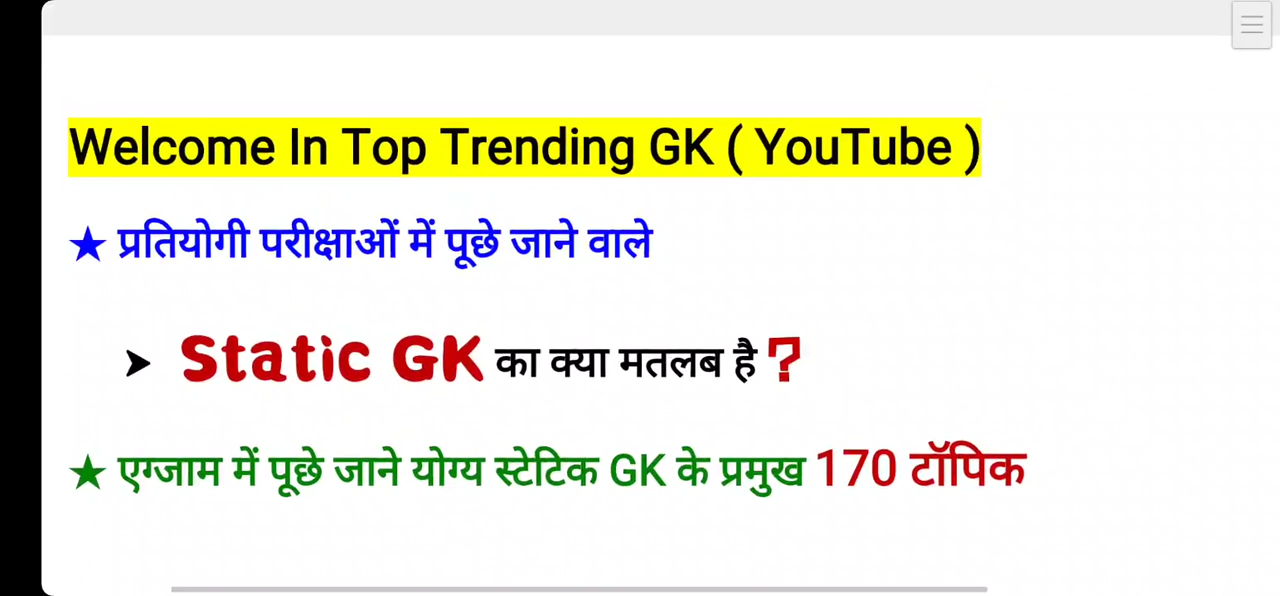 Welcome In Top Trending GK ( YouTube )
★ प्रतियोगी परीक्षाओं में पूछे जाने वाले
➤ Static GK का क्या मतलब है ?
★ एग्जाम में पूछे जाने योग्य स्टेटिक GK के प्रमुख 170 टॉपिक